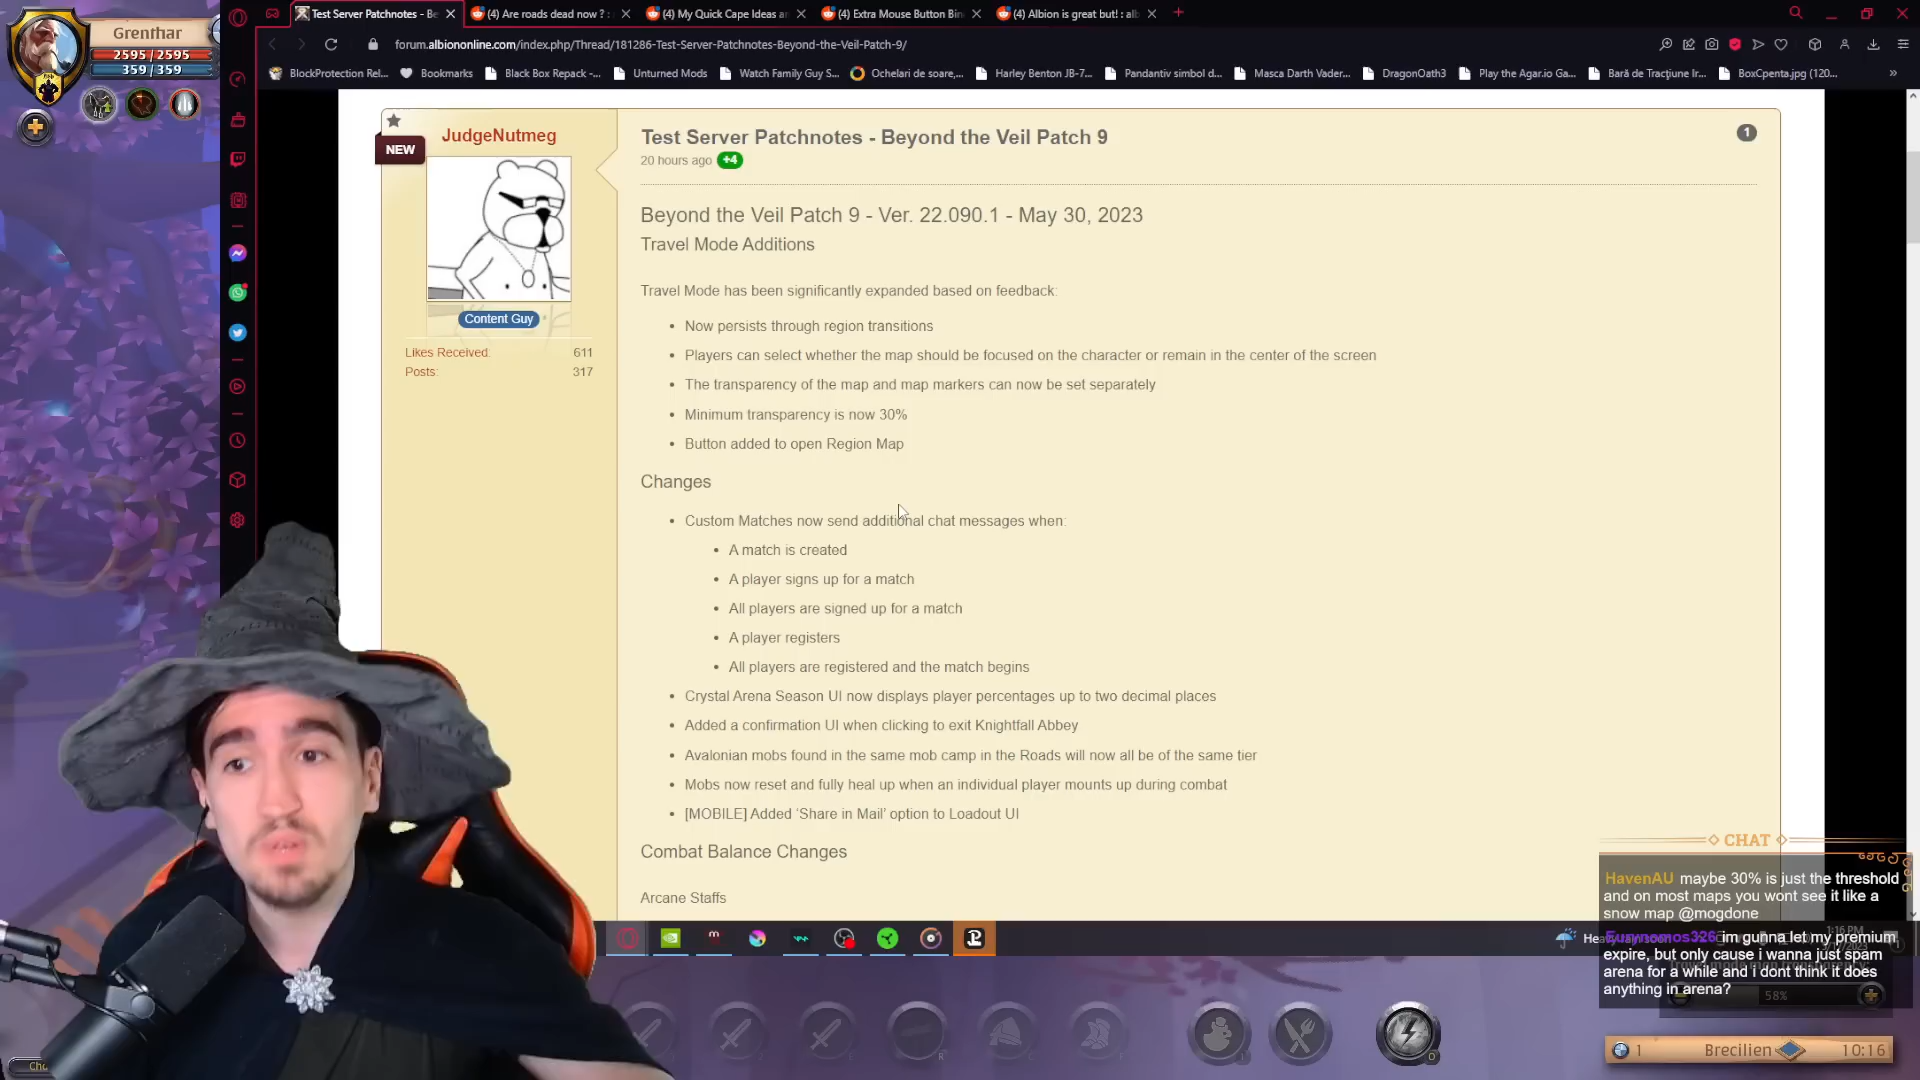 Grenthar
2595 / 2595
359 / 359
Test Server Patchnotes - Be
(4) Are roads dead now ? :
(4) My Quick Cape Ideas a
(4) Extra Mouse Button Bin
(4) Albion is great but! : alb
forum.albiononline.com/index.php/Thread/181286-Test-Server-Patchnotes-Beyond-the-Veil-Patch-9/
BlockProtection Rel...
Bookmarks
Black Box Repack -...
Unturned Mods
Watch Family Guy S...
Ochelari de soare,...
Harley Benton JB-7...
Pandantiv simbol d...
Masca Darth Vader...
DragonOath3
Play the Agar.io Ga...
Bară de Tracțiune Ir...
BoxCpenta.jpg (120...
NEW
JudgeNutmeg
Content Guy
Likes Received: 611
Posts: 317
Test Server Patchnotes - Beyond the Veil Patch 9
1
20 hours ago +4
Beyond the Veil Patch 9 - Ver. 22.090.1 - May 30, 2023
Travel Mode Additions
Travel Mode has been significantly expanded based on feedback:
• Now persists through region transitions
• Players can select whether the map should be focused on the character or remain in the center of the screen
• The transparency of the map and map markers can now be set separately
• Minimum transparency is now 30%
• Button added to open Region Map
Changes
• Custom Matches now send additional chat messages when:
• A match is created
• A player signs up for a match
• All players are signed up for a match
• A player registers
• All players are registered and the match begins
• Crystal Arena Season UI now displays player percentages up to two decimal places
• Added a confirmation UI when clicking to exit Knightfall Abbey
• Avalonian mobs found in the same mob camp in the Roads will now all be of the same tier
• Mobs now reset and fully heal up when an individual player mounts up during combat
• [MOBILE] Added ‘Share in Mail’ option to Loadout UI
Combat Balance Changes
Arcane Staffs
CHAT
HavenAU maybe 30% is just the threshold
and on most maps you wont see it like a
snow map @mogdone
Eurynomos326 im gunna let my premium
expire, but only cause i wanna just spam
arena for a while and i dont think it does
anything in arena?
1:16 PM
58%
1 Brecilien 10:16